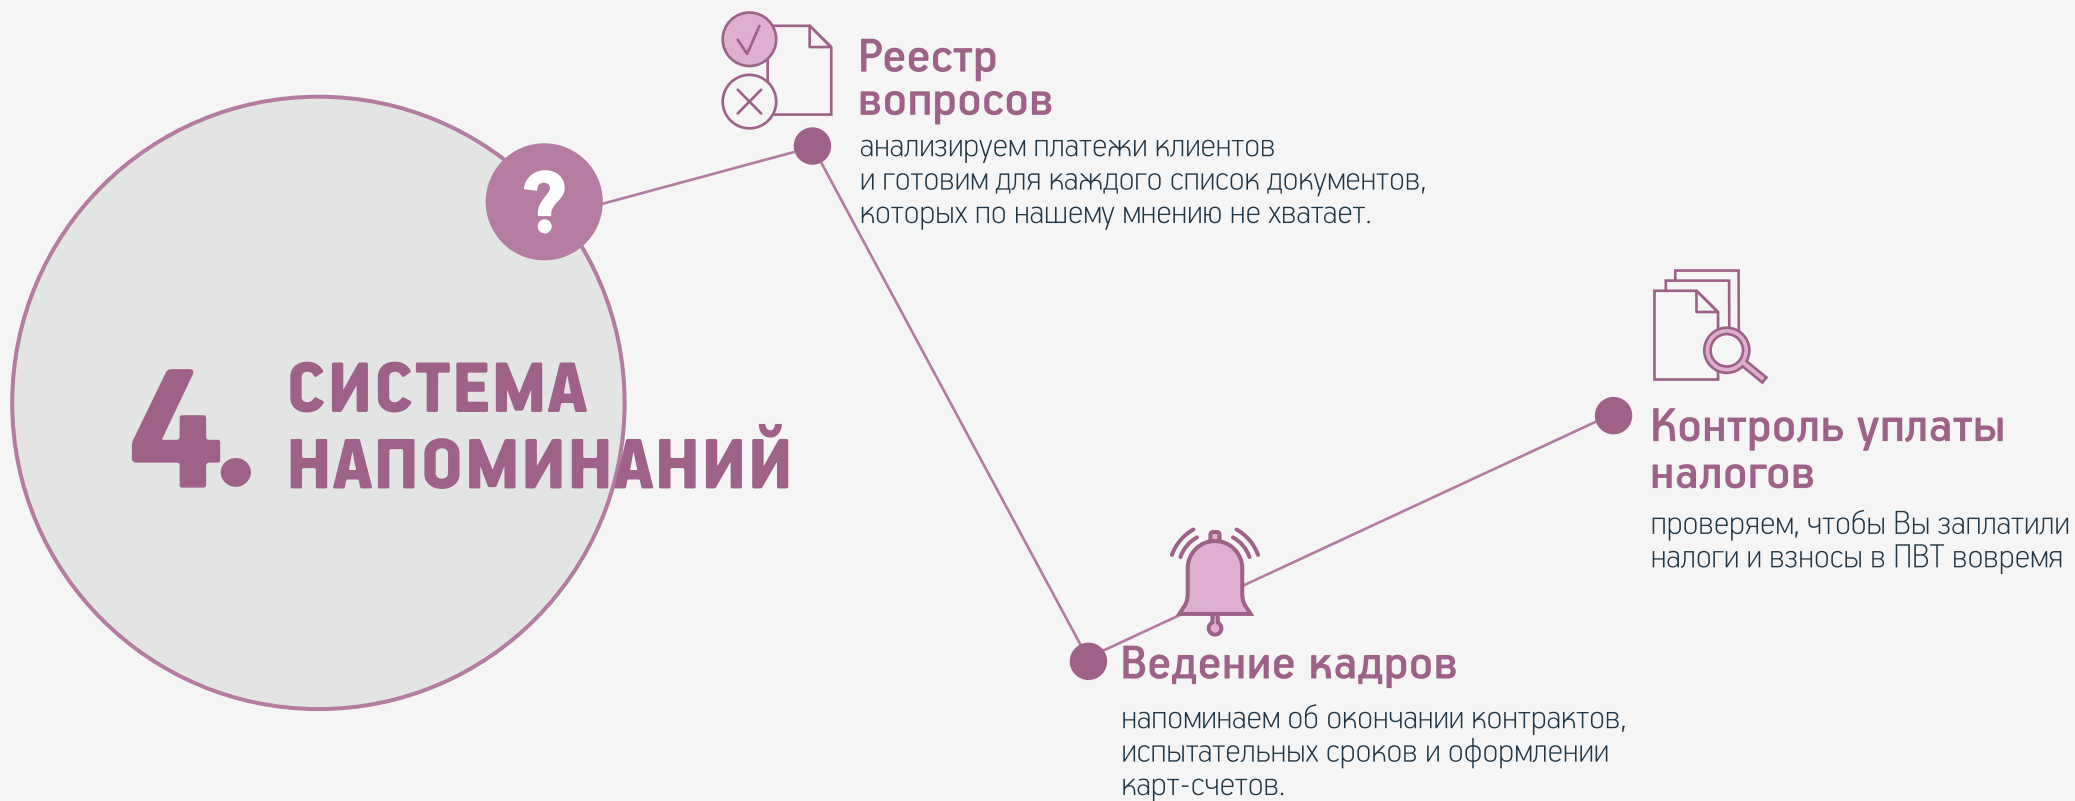 4. СИСТЕМА
НАПОМИНАНИЙ
?
Реестр
вопросов
анализируем платежи клиентов
и готовим для каждого список документов,
которых по нашему мнению не хватает.
Ведение кадров
напоминаем об окончании контрактов,
испытательных сроков и оформлении
карт-счетов.
Контроль уплаты
налогов
проверяем, чтобы Вы заплатили
налоги и взносы в ПВТ вовремя